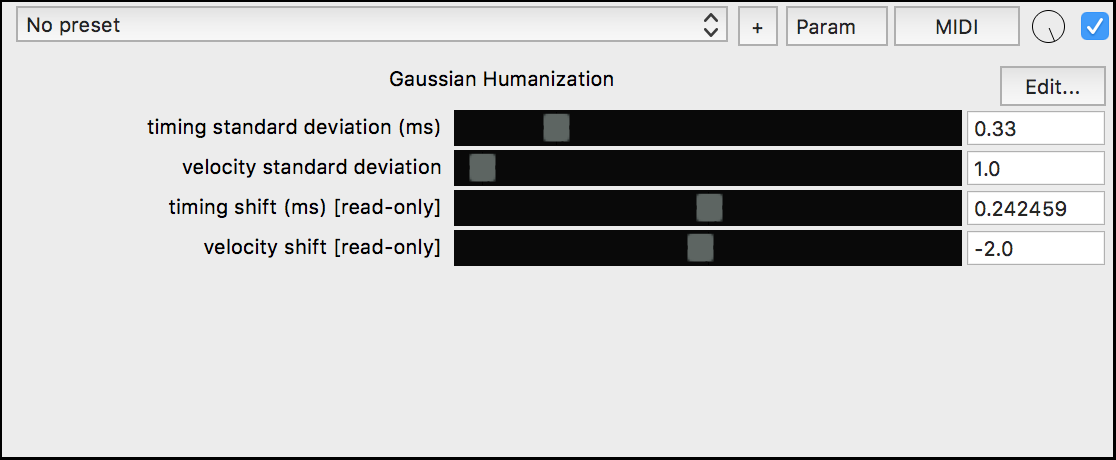 No preset + Param MIDI
Gaussian Humanization
Edit...
timing standard deviation (ms) 0.33
velocity standard deviation 1.0
timing shift (ms) [read-only] 0.242459
velocity shift [read-only] -2.0